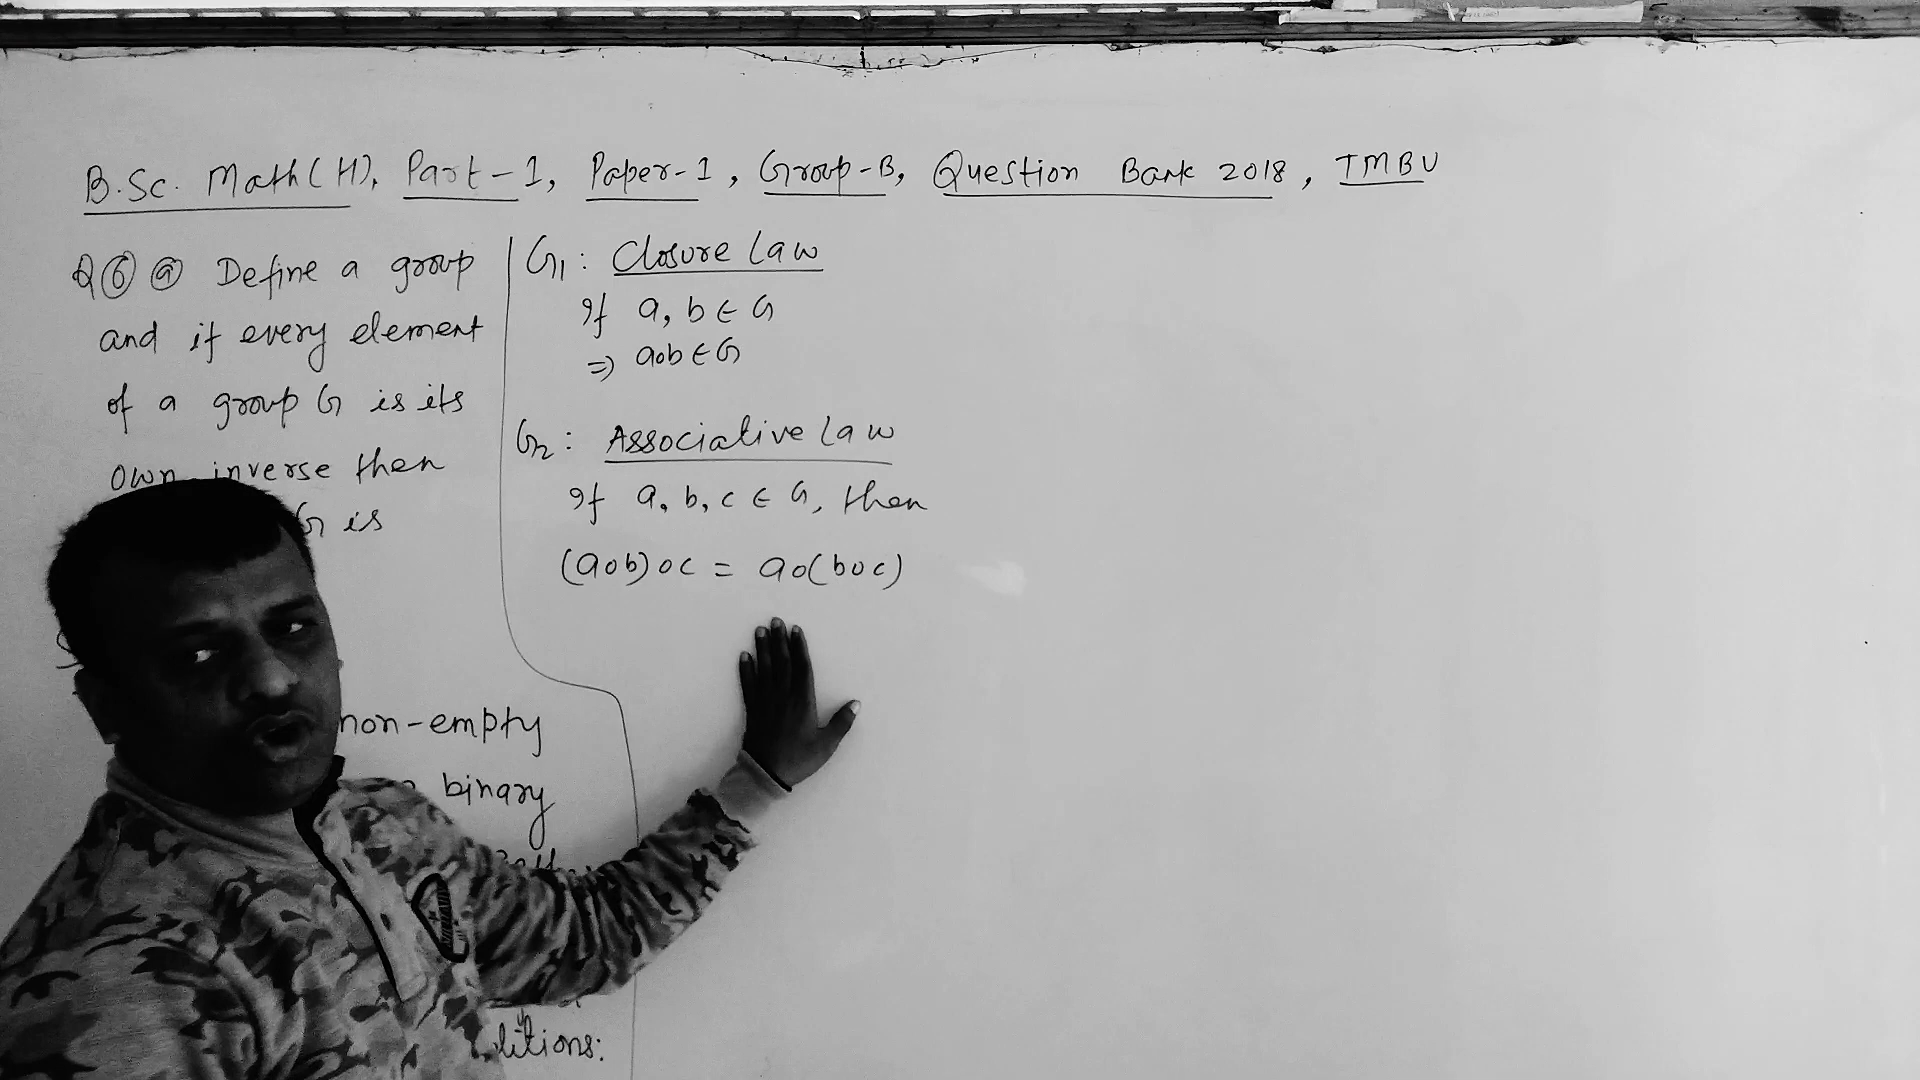 B.Sc. Math(H), Part-1, Paper-1, Group-B, Question Bank 2018, TMBU
Q⑥ ⓐ Define a group
and if every element
of a group G is its
own inverse then
G is
non-empty
binary
G₁: Closure Law
If a, b ∈ G
⇒ aob ∈ G
G₂: Associative Law
If a, b, c ∈ G, then
(aob)oc = ao(boc)